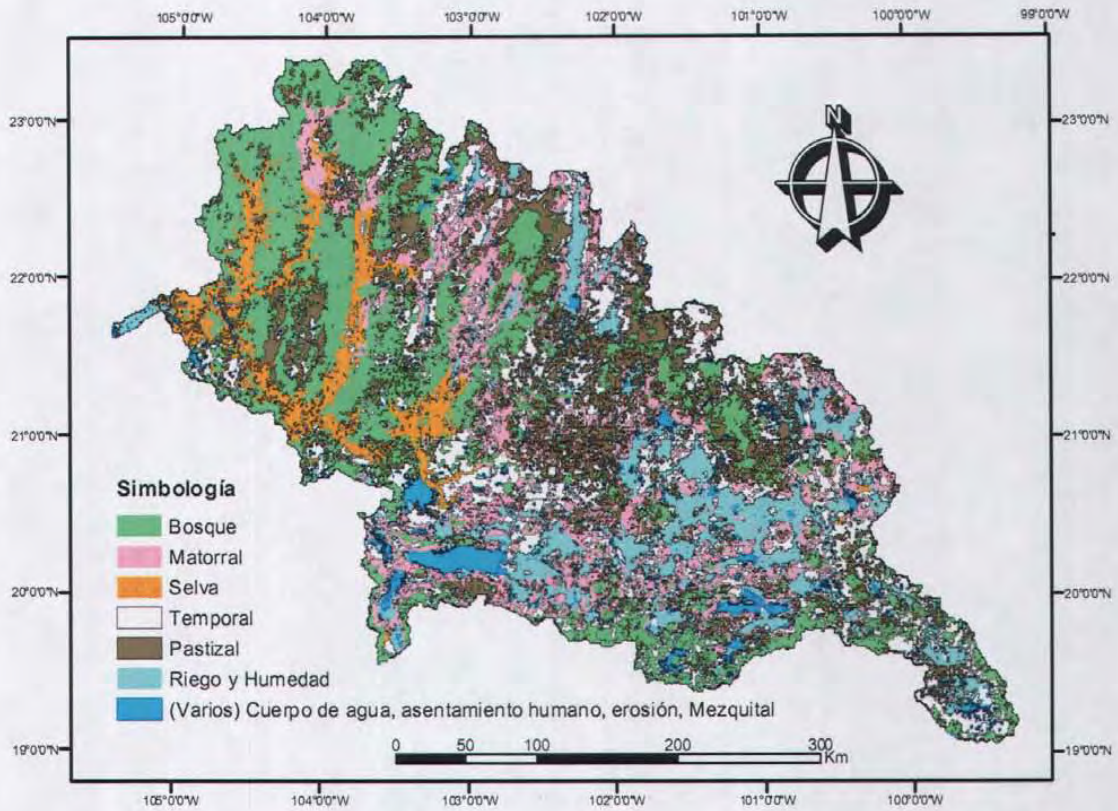 105°0'0"W 104°0'0"W 103°0'0"W 102°0'0"W 101°0'0"W 100°0'0"W 99°0'0"W
N
23°0'0"N 23°0'0"N
22°0'0"N 22°0'0"N
21°0'0"N 21°0'0"N
Simbología
Bosque
Matorral
Selva
20°0'0"N 20°0'0"N
Temporal
Pastizal
Riego y Humedad
(Varios) Cuerpo de agua, asentamiento humano, erosión, Mezquital
19°0'0"N 19°0'0"N
0 50 100 200 300
Km
105°0'0"W 104°0'0"W 103°0'0"W 102°0'0"W 101°0'0"W 100°0'0"W